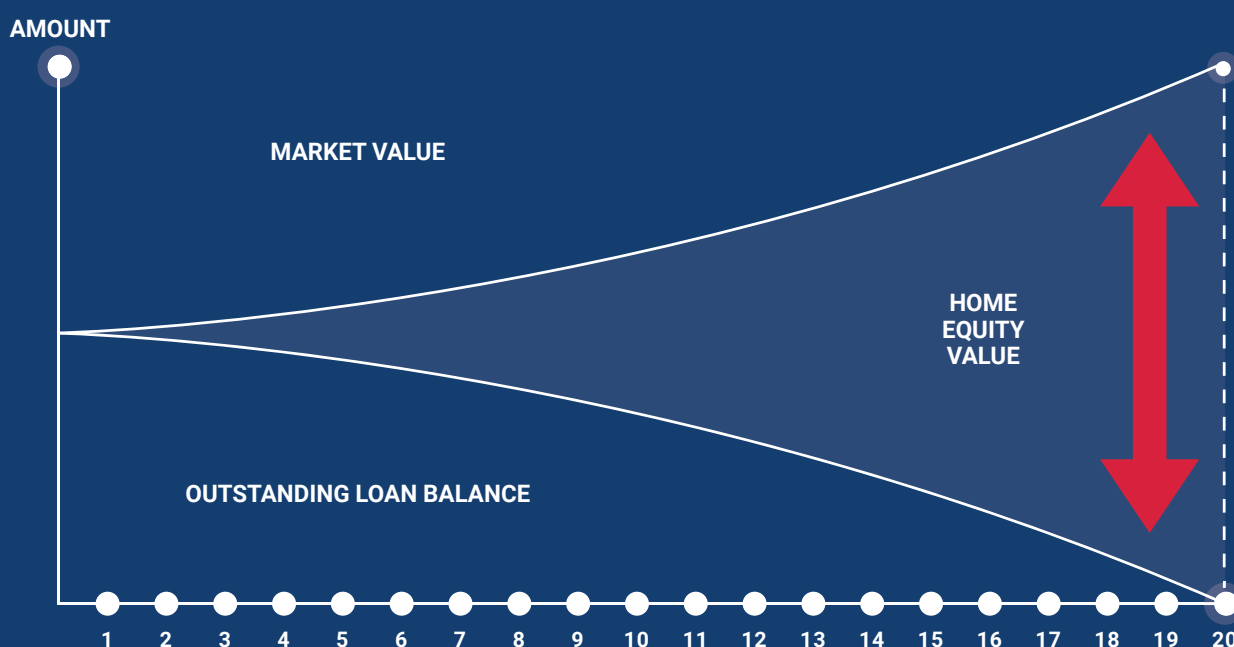 AMOUNT
MARKET VALUE
HOME
EQUITY
VALUE
OUTSTANDING LOAN BALANCE
1 2 3 4 5 6 7 8 9 10 11 12 13 14 15 16 17 18 19 20